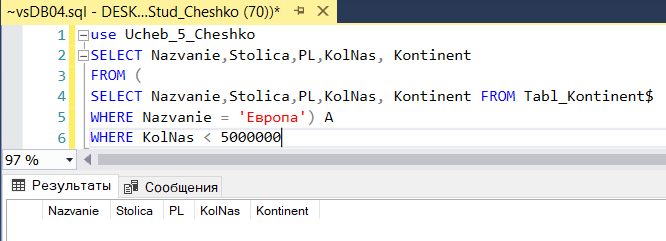 ~vsDB04.sql - DESK...Stud_Cheshko (70))*
1 use Ucheb_5_Cheshko
2 SELECT Nazvanie,Stolica,PL,KolNas, Kontinent
3 FROM (
4 SELECT Nazvanie,Stolica,PL,KolNas, Kontinent FROM Tabl_Kontinent$
5 WHERE Nazvanie = 'Европа') A
6 WHERE KolNas < 5000000
97 %
Результаты Сообщения
Nazvanie Stolica PL KolNas Kontinent